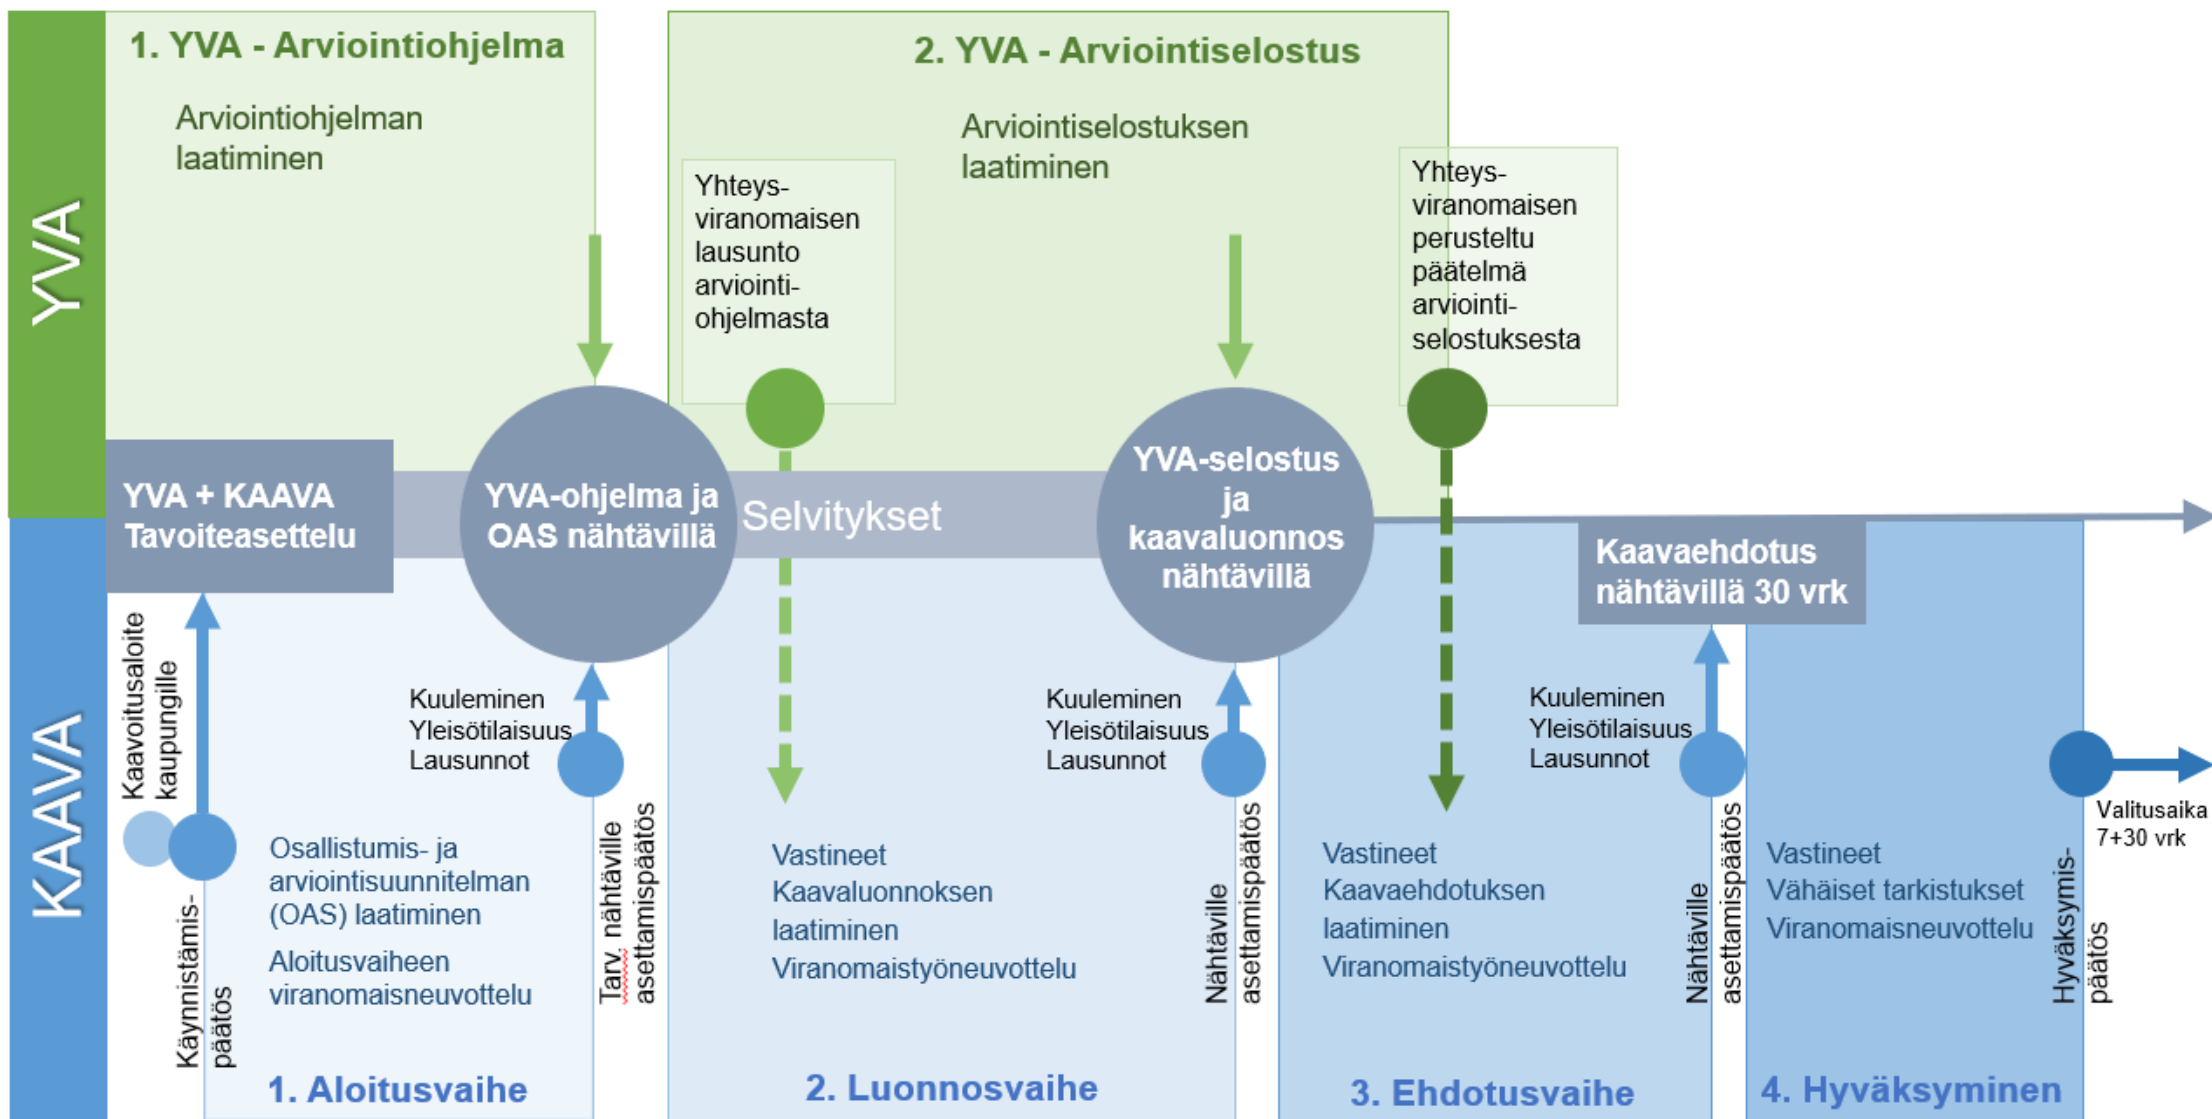 YVA
1. YVA - Arviointiohjelma
Arviointiohjelman
laatiminen
2. YVA - Arviointiselostus
Arviointiselostuksen
laatiminen
Yhteys-
viranomaisen
lausunto
arviointi-
ohjelmasta
Yhteys-
viranomaisen
perusteltu
päätelmä
arviointi-
selostuksesta
YVA + KAAVA
Tavoiteasettelu
YVA-ohjelma ja
OAS nähtävillä
Selvitykset
YVA-selostus
ja
kaavaluonnos
nähtävillä
Kaavaehdotus
nähtävillä 30 vrk
KAAVA
Kaavoitusaloite
kaupungille
Käynnistämis-
päätös
Kuuleminen
Yleisötilaisuus
Lausunnot
Tarv. nähtäville
asettamispäätös
Osallistumis- ja
arviointisuunnitelman
(OAS) laatiminen
Aloitusvaiheen
viranomaisneuvottelu
1. Aloitusvaihe
Kuuleminen
Yleisötilaisuus
Lausunnot
Nähtäville
asettamispäätös
Vastineet
Kaavaluonnoksen
laatiminen
Viranomaistyöneuvottelu
2. Luonnosvaihe
Kuuleminen
Yleisötilaisuus
Lausunnot
Nähtäville
asettamispäätös
Vastineet
Kaavaehdotuksen
laatiminen
Viranomaistyöneuvottelu
3. Ehdotusvaihe
Vastineet
Vähäiset tarkistukset
Viranomaisneuvottelu
4. Hyväksyminen
Hyväksymis-
päätös
Valitusaika
7+30 vrk